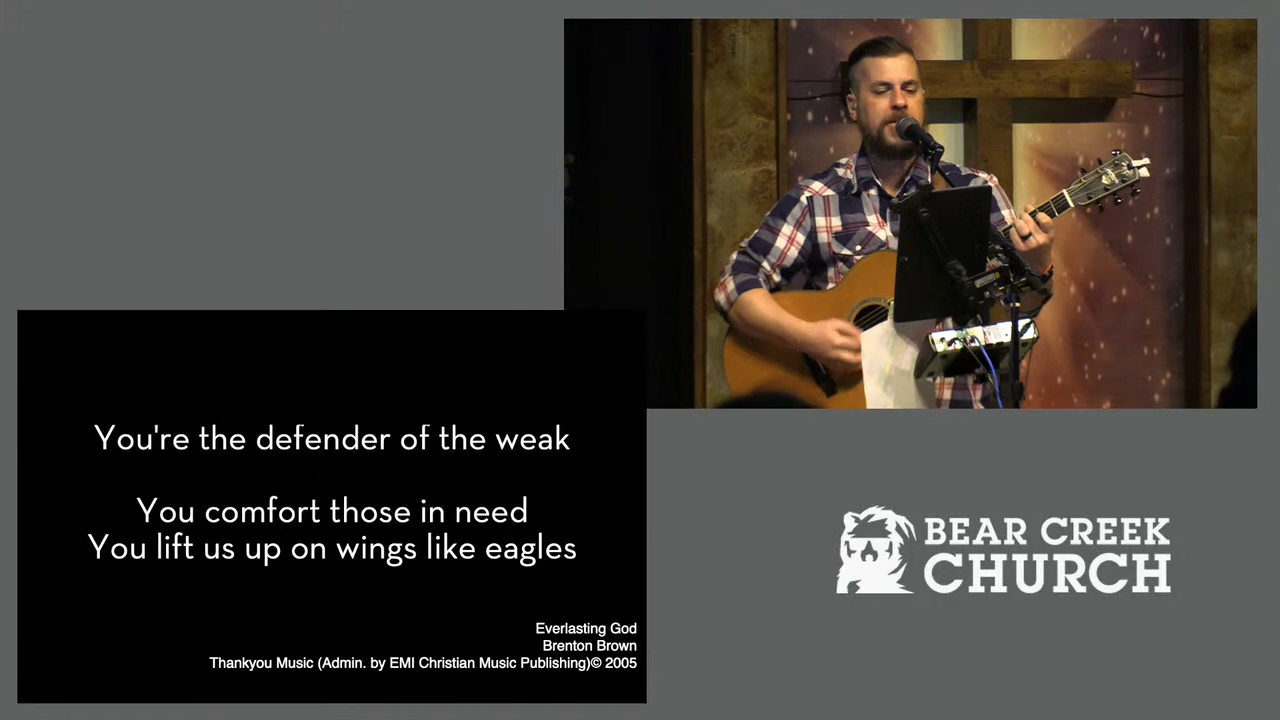 You're the defender of the weak
You comfort those in need
You lift us up on wings like eagles
Everlasting God
Brenton Brown
Thankyou Music (Admin. by EMI Christian Music Publishing)© 2005
BEAR CREEK
CHURCH